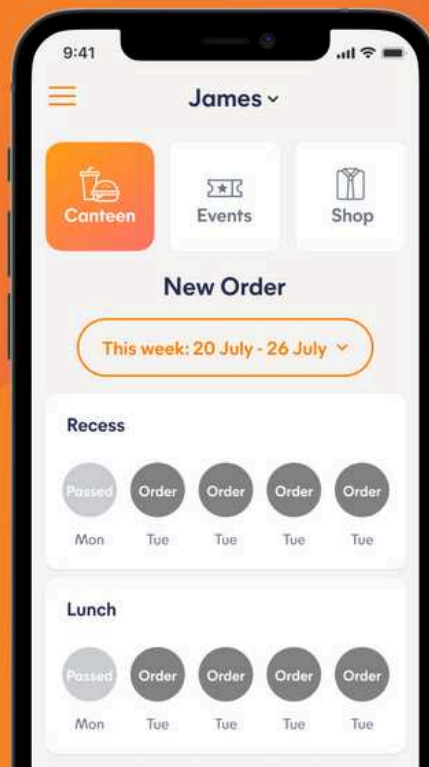 9:41
James
Canteen
Events
Shop
New Order
This week: 20 July - 26 July
Recess
Passed Order Order Order Order
Mon Tue Tue Tue Tue
Lunch
Passed Order Order Order Order
Mon Tue Tue Tue Tue